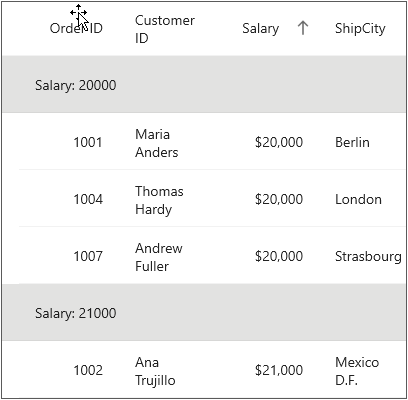 Order ID Customer ID Salary ShipCity
Salary: 20000
1001 Maria Anders $20,000 Berlin
1004 Thomas Hardy $20,000 London
1007 Andrew Fuller $20,000 Strasbourg
Salary: 21000
1002 Ana Trujillo $21,000 Mexico D.F.